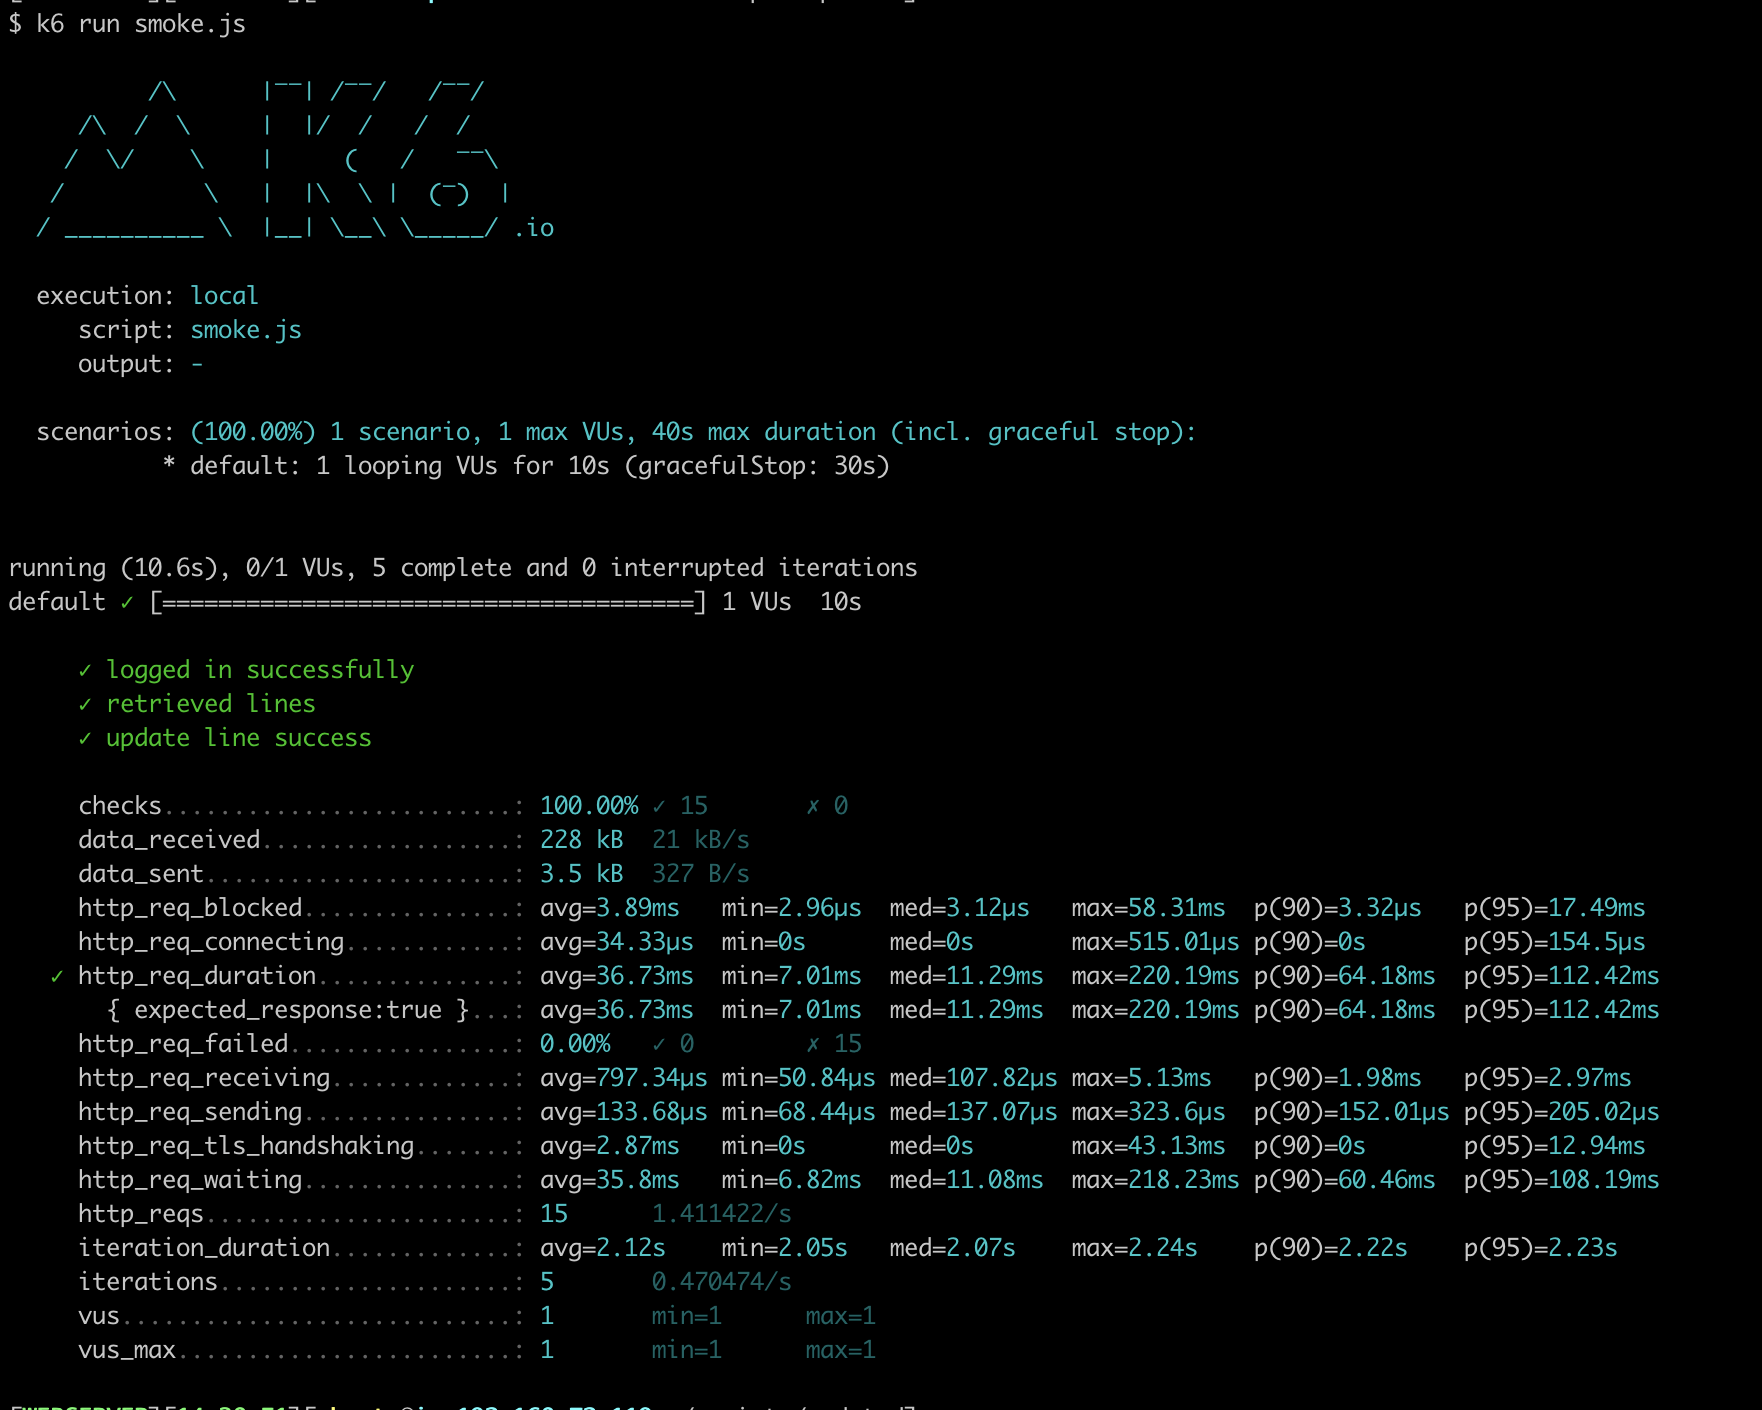 $ k6 run smoke.js
          /\      |‾‾| /‾‾/   /‾‾/
     /\  /  \     |  |/  /   /  /
    /  \/    \    |     (   /   ‾‾\
   /          \   |  |\  \ |  (‾)  |
  / __________ \  |__| \__\ \_____/ .io
  execution: local
     script: smoke.js
     output: -
  scenarios: (100.00%) 1 scenario, 1 max VUs, 40s max duration (incl. graceful stop):
           * default: 1 looping VUs for 10s (gracefulStop: 30s)
running (10.6s), 0/1 VUs, 5 complete and 0 interrupted iterations
default ✓ [======================================] 1 VUs  10s
     ✓ logged in successfully
     ✓ retrieved lines
     ✓ update line success
     checks.........................: 100.00% ✓ 15       ✗ 0
     data_received..................: 228 kB  21 kB/s
     data_sent......................: 3.5 kB  327 B/s
     http_req_blocked...............: avg=3.89ms   min=2.96µs  med=3.12µs   max=58.31ms  p(90)=3.32µs   p(95)=17.49ms
     http_req_connecting............: avg=34.33µs  min=0s      med=0s       max=515.01µs p(90)=0s       p(95)=154.5µs
   ✓ http_req_duration..............: avg=36.73ms  min=7.01ms  med=11.29ms  max=220.19ms p(90)=64.18ms  p(95)=112.42ms
       { expected_response:true }...: avg=36.73ms  min=7.01ms  med=11.29ms  max=220.19ms p(90)=64.18ms  p(95)=112.42ms
     http_req_failed................: 0.00%   ✓ 0        ✗ 15
     http_req_receiving.............: avg=797.34µs min=50.84µs med=107.82µs max=5.13ms   p(90)=1.98ms   p(95)=2.97ms
     http_req_sending...............: avg=133.68µs min=68.44µs med=137.07µs max=323.6µs  p(90)=152.01µs p(95)=205.02µs
     http_req_tls_handshaking.......: avg=2.87ms   min=0s      med=0s       max=43.13ms  p(90)=0s       p(95)=12.94ms
     http_req_waiting...............: avg=35.8ms   min=6.82ms  med=11.08ms  max=218.23ms p(90)=60.46ms  p(95)=108.19ms
     http_reqs......................: 15      1.411422/s
     iteration_duration.............: avg=2.12s    min=2.05s   med=2.07s    max=2.24s    p(90)=2.22s    p(95)=2.23s
     iterations.....................: 5       0.470474/s
     vus............................: 1       min=1      max=1
     vus_max........................: 1       min=1      max=1